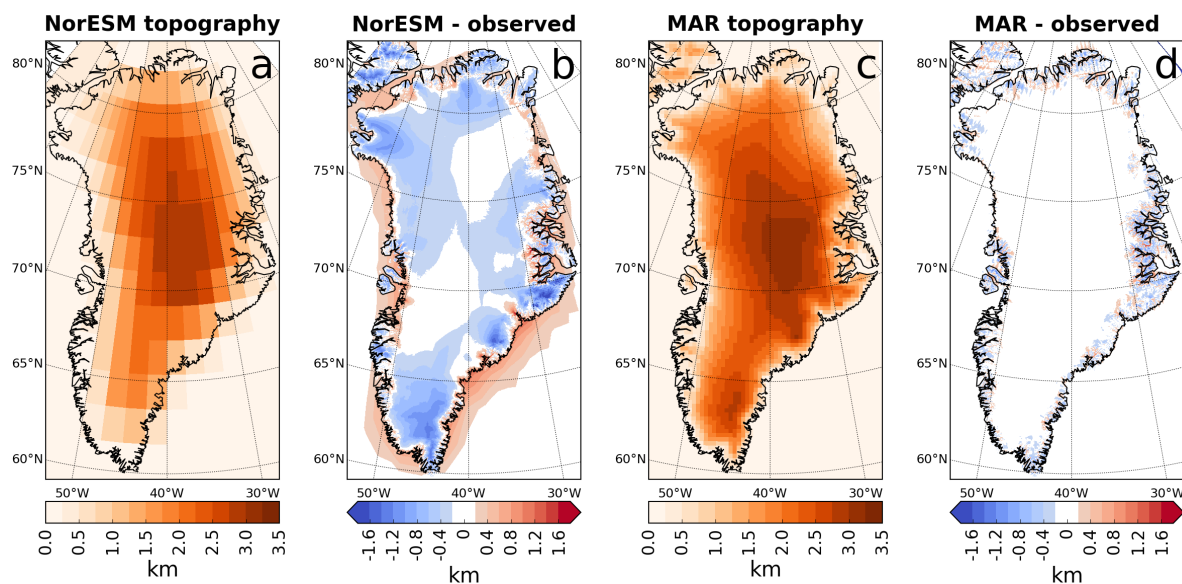 NorESM topography
NorESM - observed
MAR topography
MAR - observed
a
b
c
d
80°N
75°N
70°N
65°N
60°N
50°W 40°W 30°W
0.0 0.5 1.0 1.5 2.0 2.5 3.0 3.5
km
80°N
75°N
70°N
65°N
60°N
50°W 40°W 30°W
-1.6 -1.2 -0.8 -0.4 0 0.4 0.8 1.2 1.6
km
80°N
75°N
70°N
65°N
60°N
50°W 40°W 30°W
0.0 0.5 1.0 1.5 2.0 2.5 3.0 3.5
km
80°N
75°N
70°N
65°N
60°N
50°W 40°W 30°W
-1.6 -1.2 -0.8 -0.4 0 0.4 0.8 1.2 1.6
km